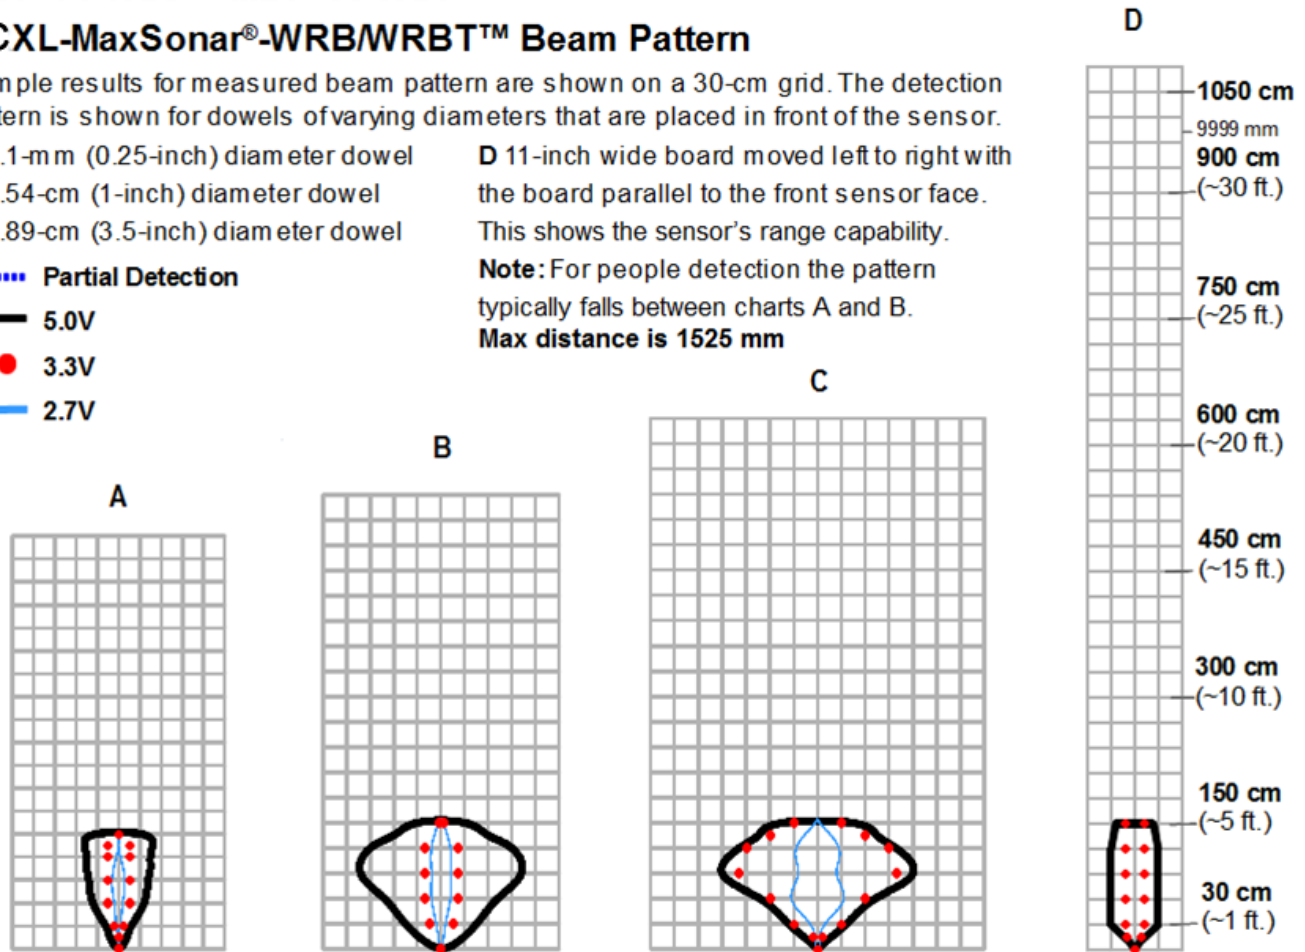 CXL-MaxSonar®-WRB/WRBT™ Beam Pattern
mple results for measured beam pattern are shown on a 30-cm grid. The detection
tern is shown for dowels of varying diameters that are placed in front of the sensor.
.1-mm (0.25-inch) diameter dowel
.54-cm (1-inch) diameter dowel
.89-cm (3.5-inch) diameter dowel
Partial Detection
5.0V
3.3V
2.7V
D 11-inch wide board moved left to right with
the board parallel to the front sensor face.
This shows the sensor's range capability.
Note: For people detection the pattern
typically falls between charts A and B.
Max distance is 1525 mm
A
B
C
D
1050 cm
9999 mm
900 cm
(~30 ft.)
750 cm
(~25 ft.)
600 cm
(~20 ft.)
450 cm
(~15 ft.)
300 cm
(~10 ft.)
150 cm
(~5 ft.)
30 cm
(~1 ft.)